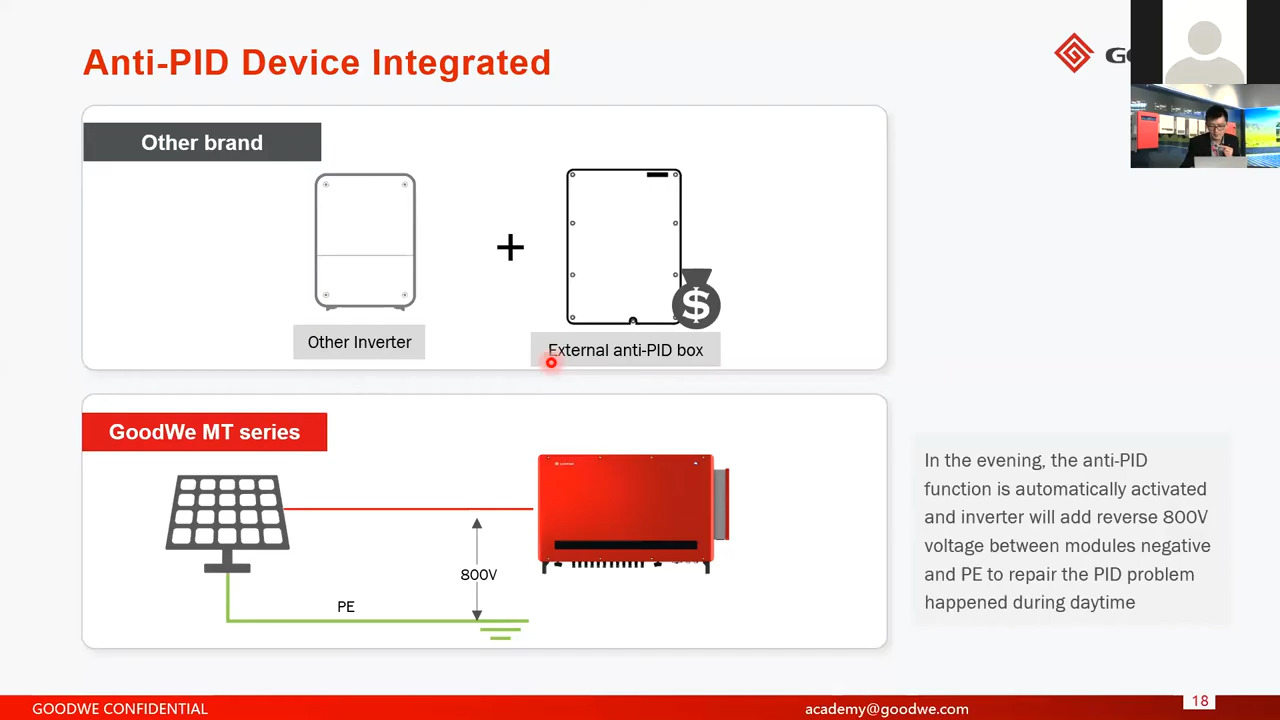 Anti-PID Device Integrated
Other brand
$
Other Inverter
External anti-PID box
GoodWe MT series
800V
PE
In the evening, the anti-PID
function is automatically activated
and inverter will add reverse 800V
voltage between modules negative
and PE to repair the PID problem
happened during daytime
GOODWE CONFIDENTIAL
academy@goodwe.com
18